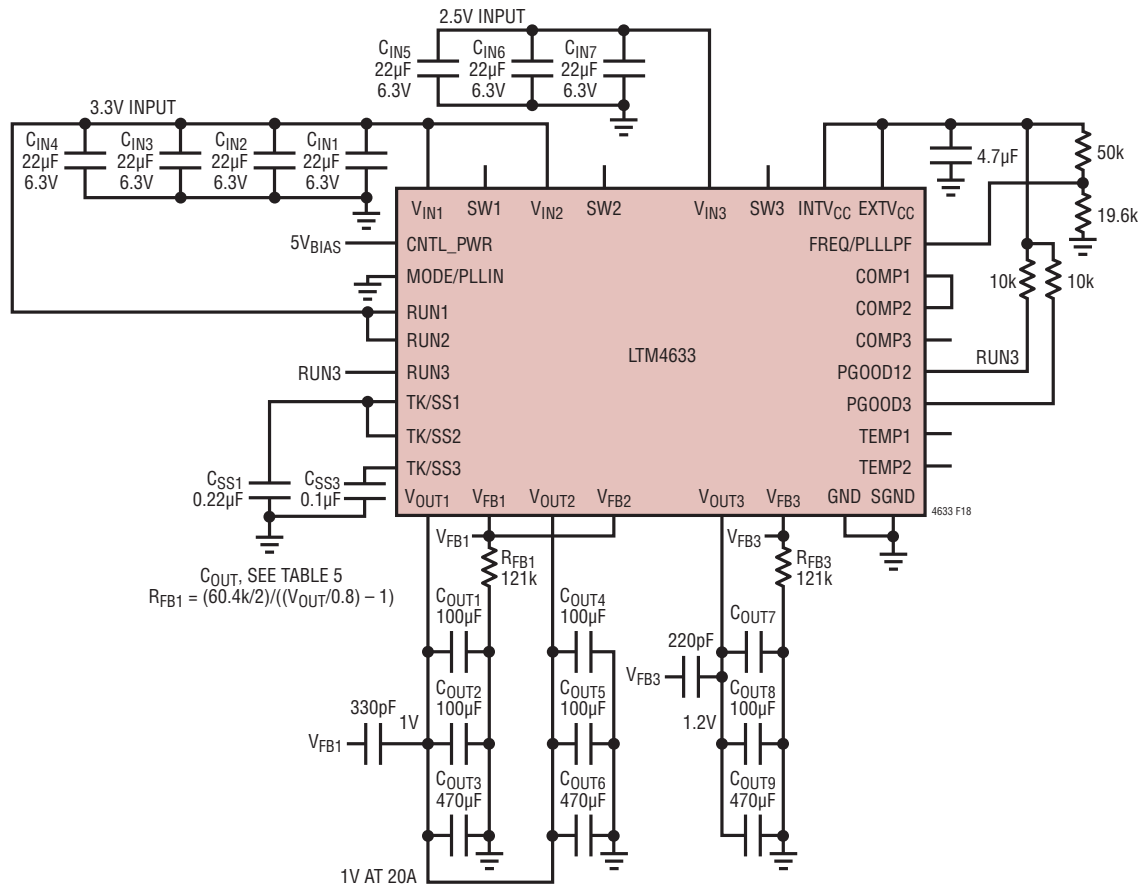 2.5V INPUT
CIN5
22µF
6.3V
CIN6
22µF
6.3V
CIN7
22µF
6.3V
3.3V INPUT
CIN4
22µF
6.3V
CIN3
22µF
6.3V
CIN2
22µF
6.3V
CIN1
22µF
6.3V
4.7µF
50k
19.6k
VIN1 SW1 VIN2 SW2 VIN3 SW3 INTVCC EXTVCC
5VBIAS
CNTL_PWR
MODE/PLLIN
RUN1
RUN2
RUN3
RUN3
TK/SS1
TK/SS2
TK/SS3
LTM4633
FREQ/PLLLPF
COMP1
COMP2
COMP3
PGOOD12
PGOOD3
TEMP1
TEMP2
10k
10k
RUN3
CSS1
0.22µF
CSS3
0.1µF
VOUT1 VFB1 VOUT2 VFB2 VOUT3 VFB3 GND SGND
4633 F18
VFB1
RFB1
121k
VFB3
RFB3
121k
COUT, SEE TABLE 5
RFB1 = (60.4k/2)/((VOUT/0.8) – 1)
COUT1
100µF
COUT4
100µF
COUT7
220pF
VFB3
COUT2
100µF
COUT5
100µF
COUT8
100µF
330pF
1V
1.2V
VFB1
COUT3
470µF
COUT6
470µF
COUT9
470µF
1V AT 20A